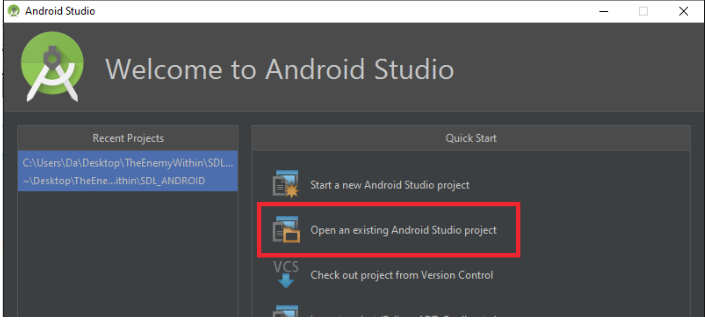 Android Studio
Welcome to Android Studio
Recent Projects
C:\Users\Da\Desktop\TheEnemyWithin\SDL...
~\Desktop\TheEne...ithin\SDL_ANDROID
Quick Start
Start a new Android Studio project
Open an existing Android Studio project
VCS
Check out project from Version Control